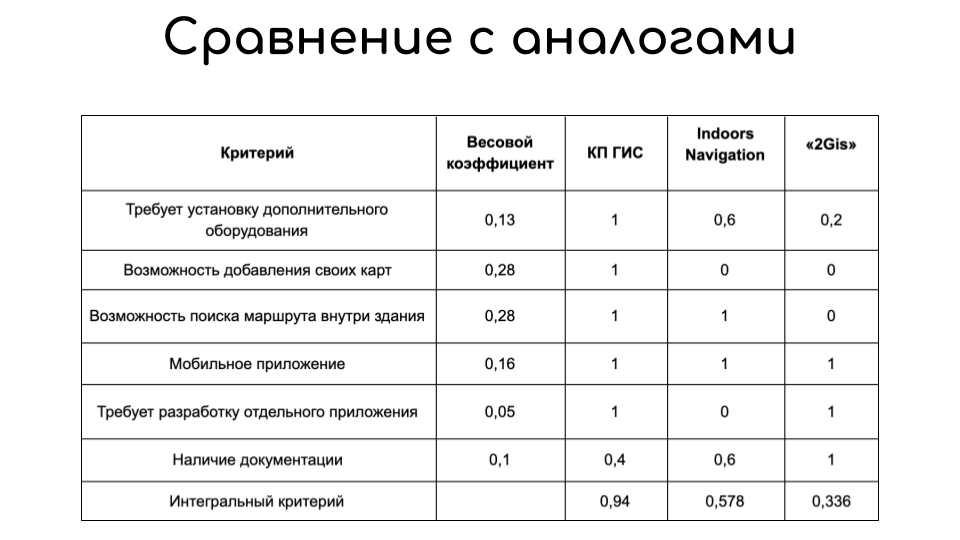 Сравнение с аналогами
Критерий Весовой коэффициент КП ГИС Indoors Navigation «2Gis»
Требует установку дополнительного оборудования 0,13 1 0,6 0,2
Возможность добавления своих карт 0,28 1 0 0
Возможность поиска маршрута внутри здания 0,28 1 1 0
Мобильное приложение 0,16 1 1 1
Требует разработку отдельного приложения 0,05 1 0 1
Наличие документации 0,1 0,4 0,6 1
Интегральный критерий 0,94 0,578 0,336